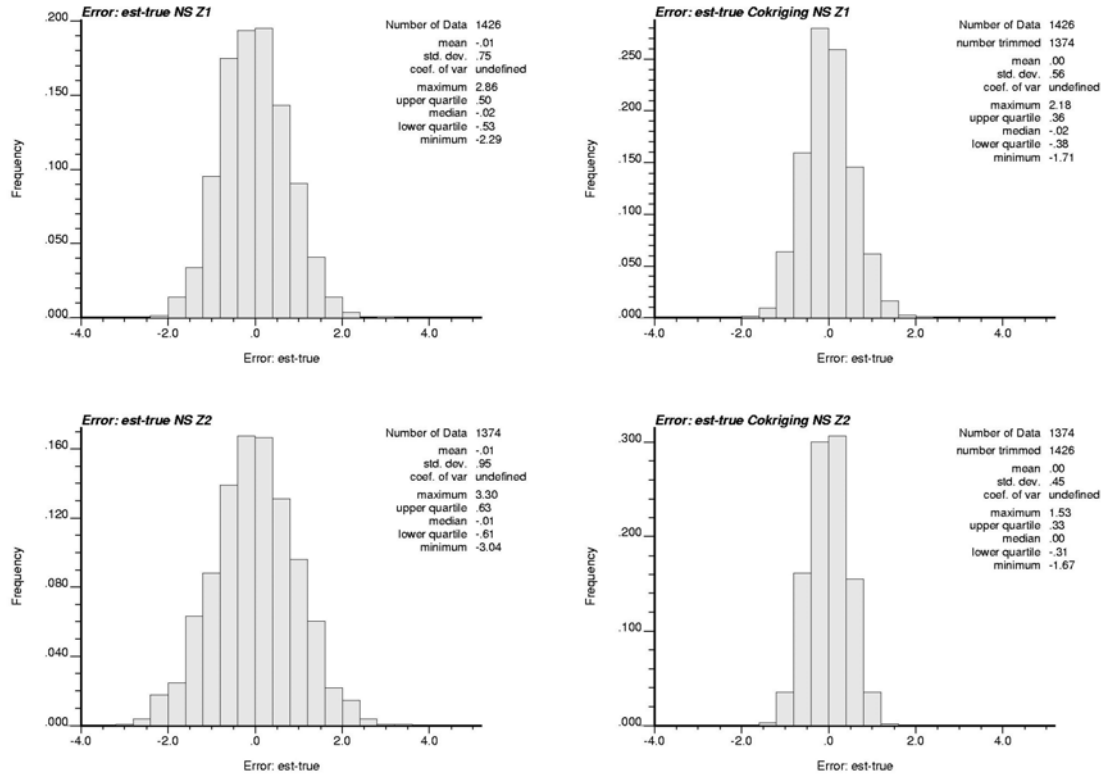 Error: est-true NS Z1
Number of Data 1426
mean -.01
std. dev. .75
coef. of var undefined
maximum 2.86
upper quartile .50
median -.02
lower quartile -.53
minimum -2.29
Frequency
.200
.150
.100
.050
.000
-4.0 -2.0 .0 2.0 4.0
Error: est-true
Error: est-true Cokriging NS Z1
Number of Data 1426
number trimmed 1374
mean .00
std. dev. .56
coef. of var undefined
maximum 2.18
upper quartile .36
median -.02
lower quartile -.38
minimum -1.71
Frequency
.250
.200
.150
.100
.050
.000
-4.0 -2.0 .0 2.0 4.0
Error: est-true
Error: est-true NS Z2
Number of Data 1374
mean -.01
std. dev. .95
coef. of var undefined
maximum 3.30
upper quartile .63
median -.01
lower quartile -.61
minimum -3.04
Frequency
.160
.120
.080
.040
.000
-4.0 -2.0 .0 2.0 4.0
Error: est-true
Error: est-true Cokriging NS Z2
Number of Data 1374
number trimmed 1426
mean .00
std. dev. .45
coef. of var undefined
maximum 1.53
upper quartile .33
median .00
lower quartile -.31
minimum -1.67
Frequency
.300
.200
.100
.000
-4.0 -2.0 .0 2.0 4.0
Error: est-true